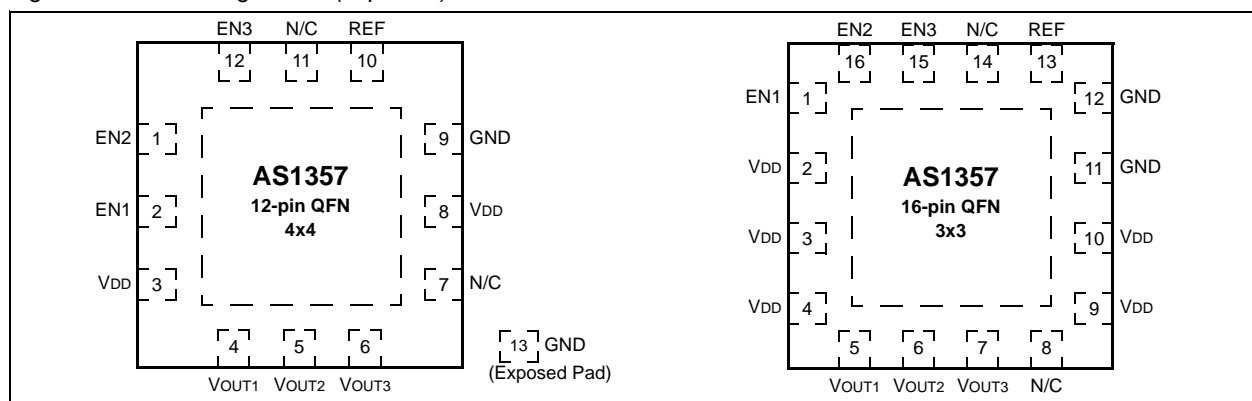 EN3 N/C REF
12 11 10
EN2 1 9 GND
AS1357
12-pin QFN
4x4
EN1 2 8 VDD
VDD 3 7 N/C
4 5 6
VOUT1 VOUT2 VOUT3
13 GND
(Exposed Pad)
EN2 EN3 N/C REF
16 15 14 13
EN1 1 12 GND
VDD 2 11 GND
AS1357
16-pin QFN
3x3
VDD 3 10 VDD
VDD 4 9 VDD
5 6 7 8
VOUT1 VOUT2 VOUT3 N/C